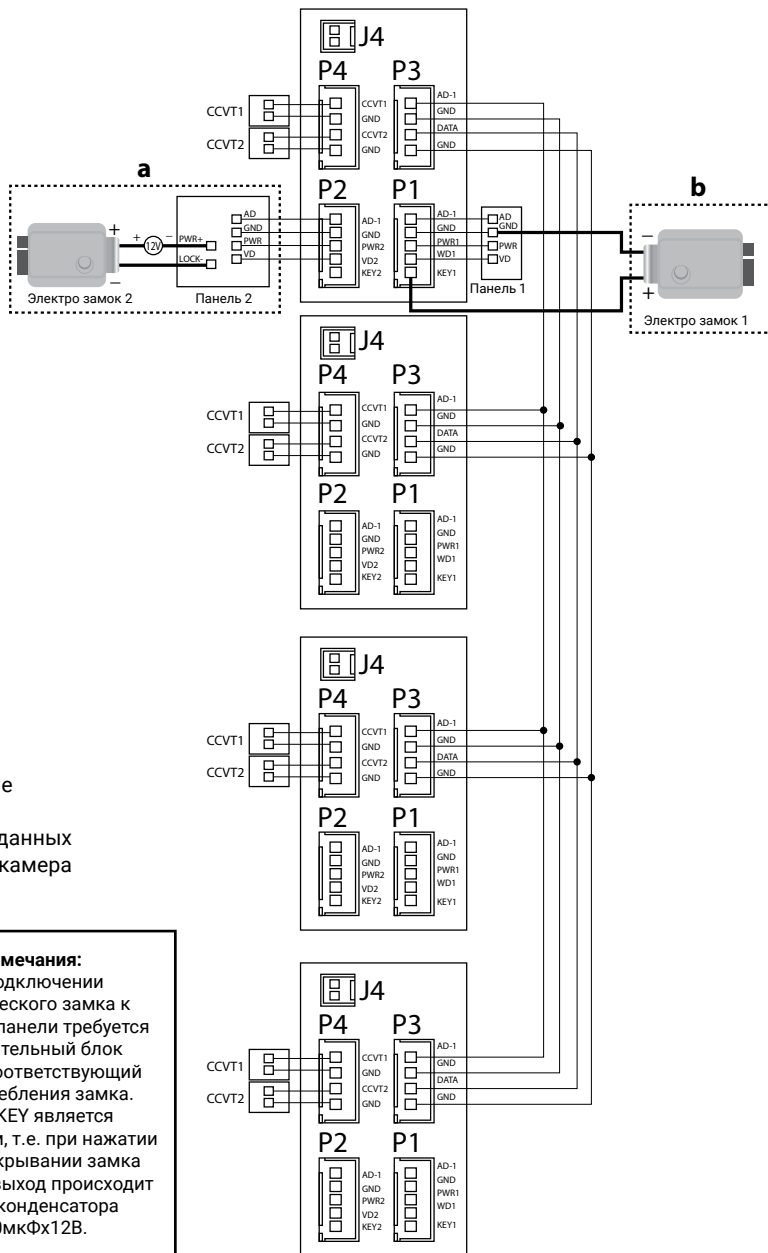 J4
P4 P3
CCVT1
CCVT2
CCVT1
GND
CCVT2
GND
AD-1
GND
DATA
GND
a
P2 P1
b
+
+ 12V −
PWR+
LOCK-
−
AD
GND
PWR
VD
AD-1
GND
PWR2
VD2
KEY2
AD-1
GND
PWR1
WD1
KEY1
AD
GND
PWR
VD
−
+
Электро замок 2
Панель 2
Панель 1
Электро замок 1
J4
P4 P3
CCVT1
CCVT2
CCVT1
GND
CCVT2
GND
AD-1
GND
DATA
GND
P2 P1
AD-1
GND
PWR2
VD2
KEY2
AD-1
GND
PWR1
WD1
KEY1
J4
P4 P3
CCVT1
CCVT2
CCVT1
GND
CCVT2
GND
AD-1
GND
DATA
GND
P2 P1
AD-1
GND
PWR2
VD2
KEY2
AD-1
GND
PWR1
WD1
KEY1
е
данных
камера
мечания:
одключении
еского замка к
панели требуется
ительный блок
оответствующий
ебления замка.
KEY является
м, т.е. при нажатии
крывании замка
выход происходит
конденсатора
0мкФх12В.
J4
P4 P3
CCVT1
CCVT2
CCVT1
GND
CCVT2
GND
AD-1
GND
DATA
GND
P2 P1
AD-1
GND
PWR2
VD2
KEY2
AD-1
GND
PWR1
WD1
KEY1